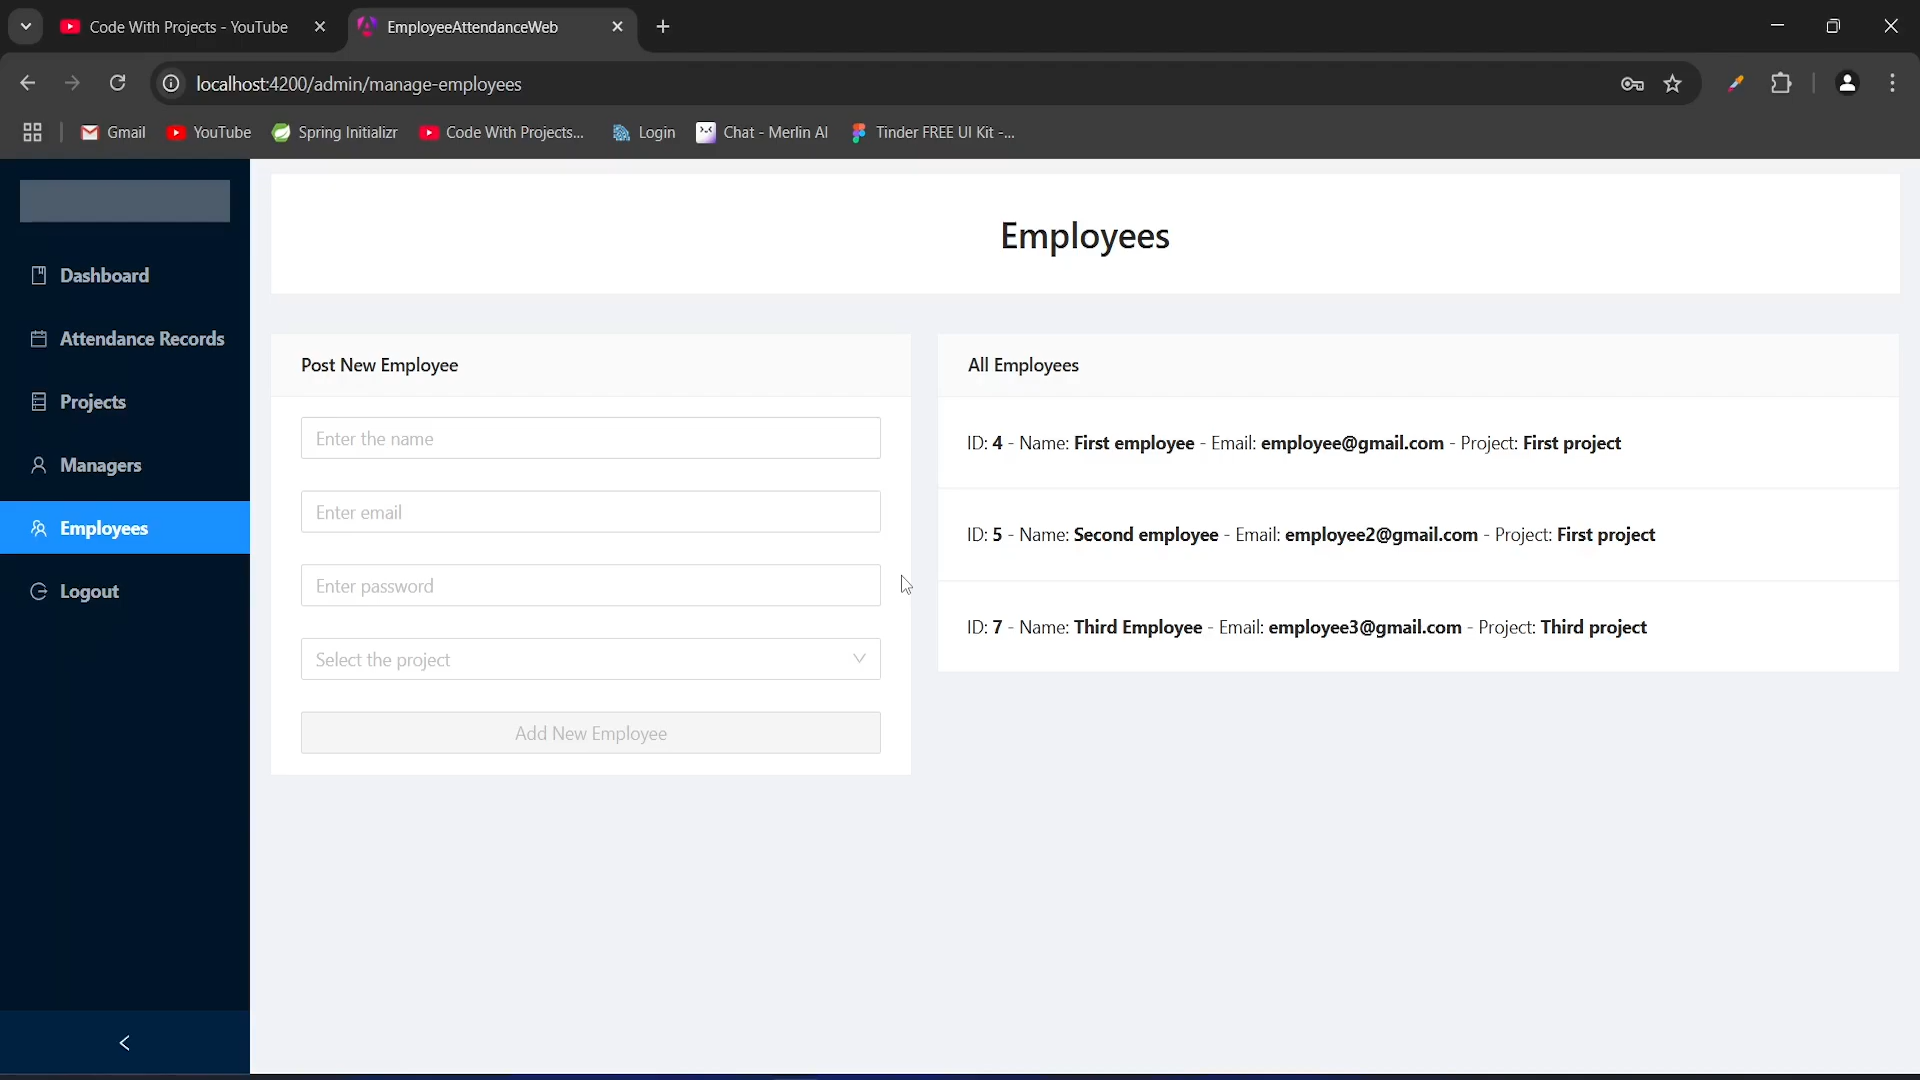 Code With Projects - YouTube
EmployeeAttendanceWeb
localhost:4200/admin/manage-employees
Gmail
YouTube
Spring Initializr
Code With Projects...
Login
Chat - Merlin AI
Tinder FREE UI Kit -...
Dashboard
Attendance Records
Projects
Managers
Employees
Logout
Employees
Post New Employee
Enter the name
Enter email
Enter password
Select the project
Add New Employee
All Employees
ID: 4 - Name: First employee - Email: employee@gmail.com - Project: First project
ID: 5 - Name: Second employee - Email: employee2@gmail.com - Project: First project
ID: 7 - Name: Third Employee - Email: employee3@gmail.com - Project: Third project